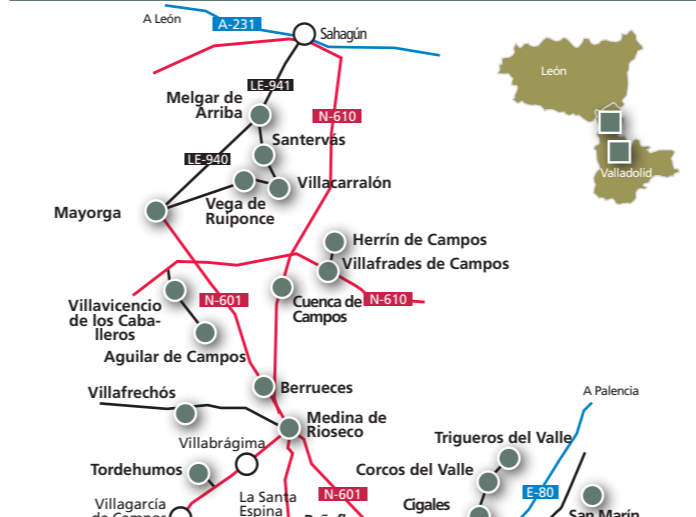 A León
A-231
Sahagún
León
LE-941
Melgar de
Arriba
N-610
Santervás
LE-940
Valladolid
Villacarralón
Vega de
Ruiponce
Mayorga
Herrín de Campos
Villafrades de Campos
N-601
Cuenca de
Campos
N-610
Villavicencio
de los Caba-
lleros
Aguilar de Campos
Berrueces
Villafrechós
A Palencia
Medina de
Rioseco
Villabrágima
Trigueros del Valle
Tordehumos
Corcos del Valle
La Santa
Espina
N-601
E-80
Villagarcía
de Campos
Cigales
San Marín